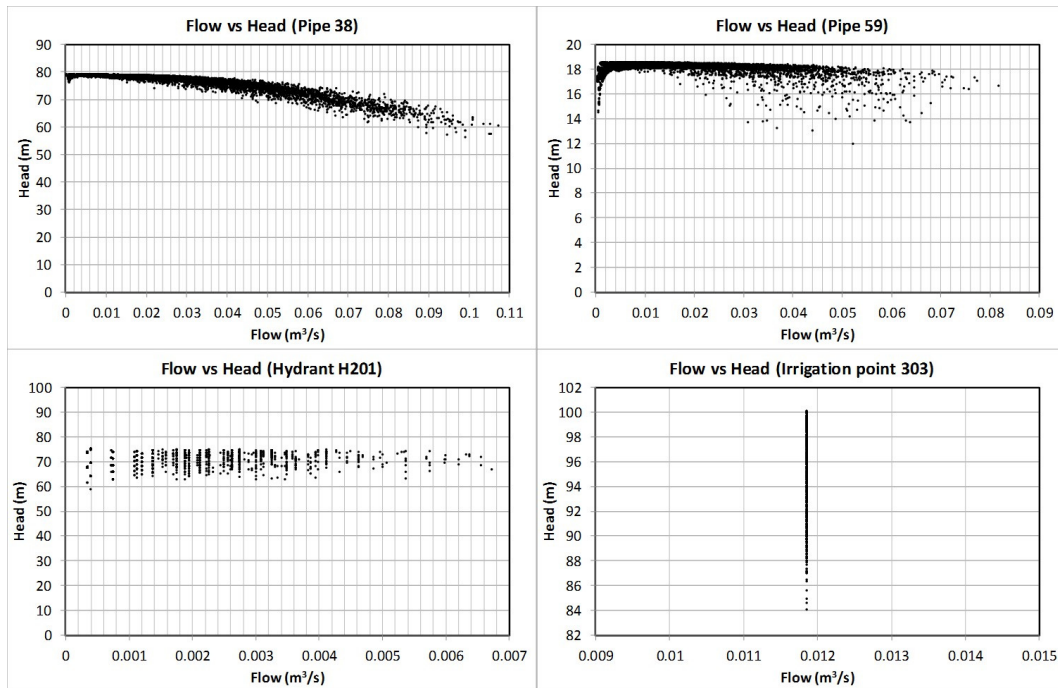 Flow vs Head (Pipe 38)
90
80
70
60
50
40
30
20
10
0
Head (m)
0 0.01 0.02 0.03 0.04 0.05 0.06 0.07 0.08 0.09 0.1 0.11
Flow (m³/s)
Flow vs Head (Pipe 59)
20
18
16
14
12
10
8
6
4
2
0
Head (m)
0 0.01 0.02 0.03 0.04 0.05 0.06 0.07 0.08 0.09
Flow (m³/s)
Flow vs Head (Hydrant H201)
100
90
80
70
60
50
40
30
20
10
0
Head (m)
0 0.001 0.002 0.003 0.004 0.005 0.006 0.007
Flow (m³/s)
Flow vs Head (Irrigation point 303)
102
100
98
96
94
92
90
88
86
84
82
Head (m)
0.009 0.01 0.011 0.012 0.013 0.014 0.015
Flow (m³/s)